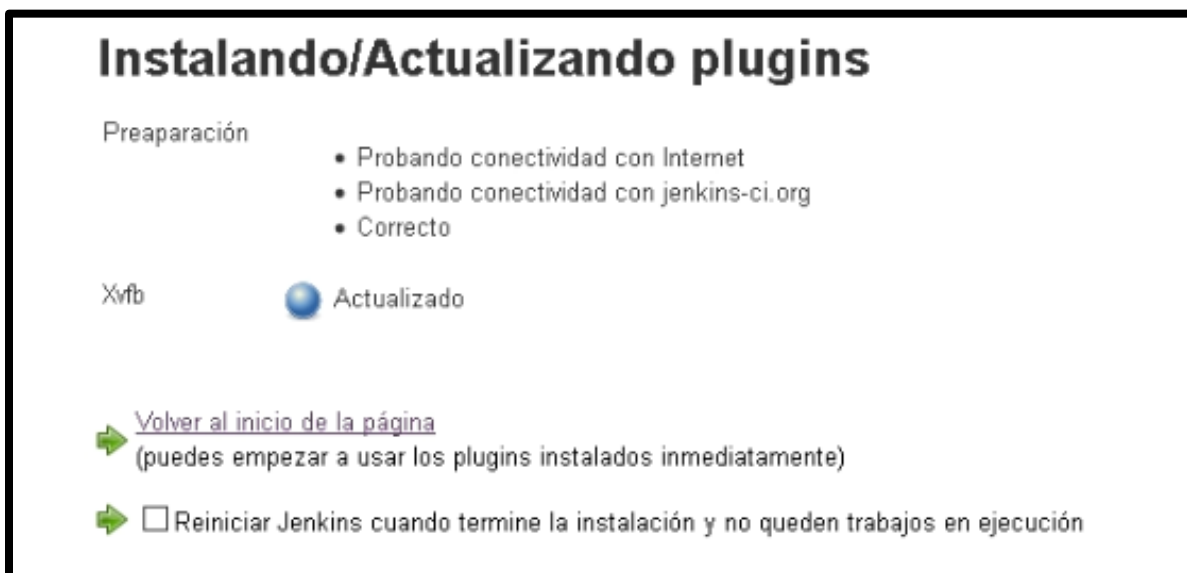 Instalando/Actualizando plugins
Preaparación
• Probando conectividad con Internet
• Probando conectividad con jenkins-ci.org
• Correcto
Xvfb Actualizado
Volver al inicio de la página
(puedes empezar a usar los plugins instalados inmediatamente)
Reiniciar Jenkins cuando termine la instalación y no queden trabajos en ejecución